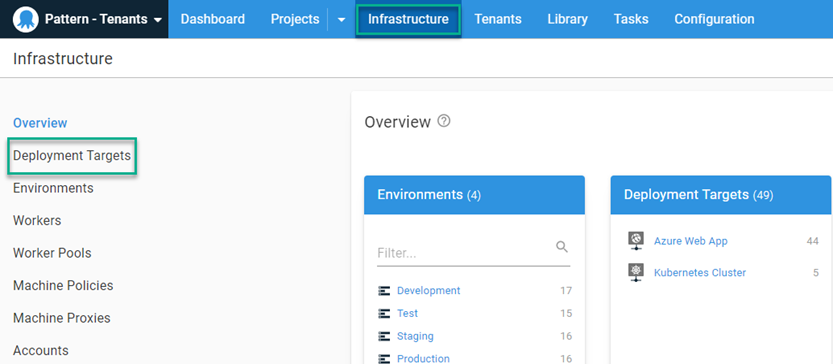 Pattern - Tenants Dashboard Projects Infrastructure Tenants Library Tasks Configuration
Infrastructure
Overview
Deployment Targets
Environments
Workers
Worker Pools
Machine Policies
Machine Proxies
Accounts
Overview ?
Environments (4)
Filter...
Development 17
Test 15
Staging 16
Production 16
Deployment Targets (49)
Azure Web App 44
Kubernetes Cluster 5